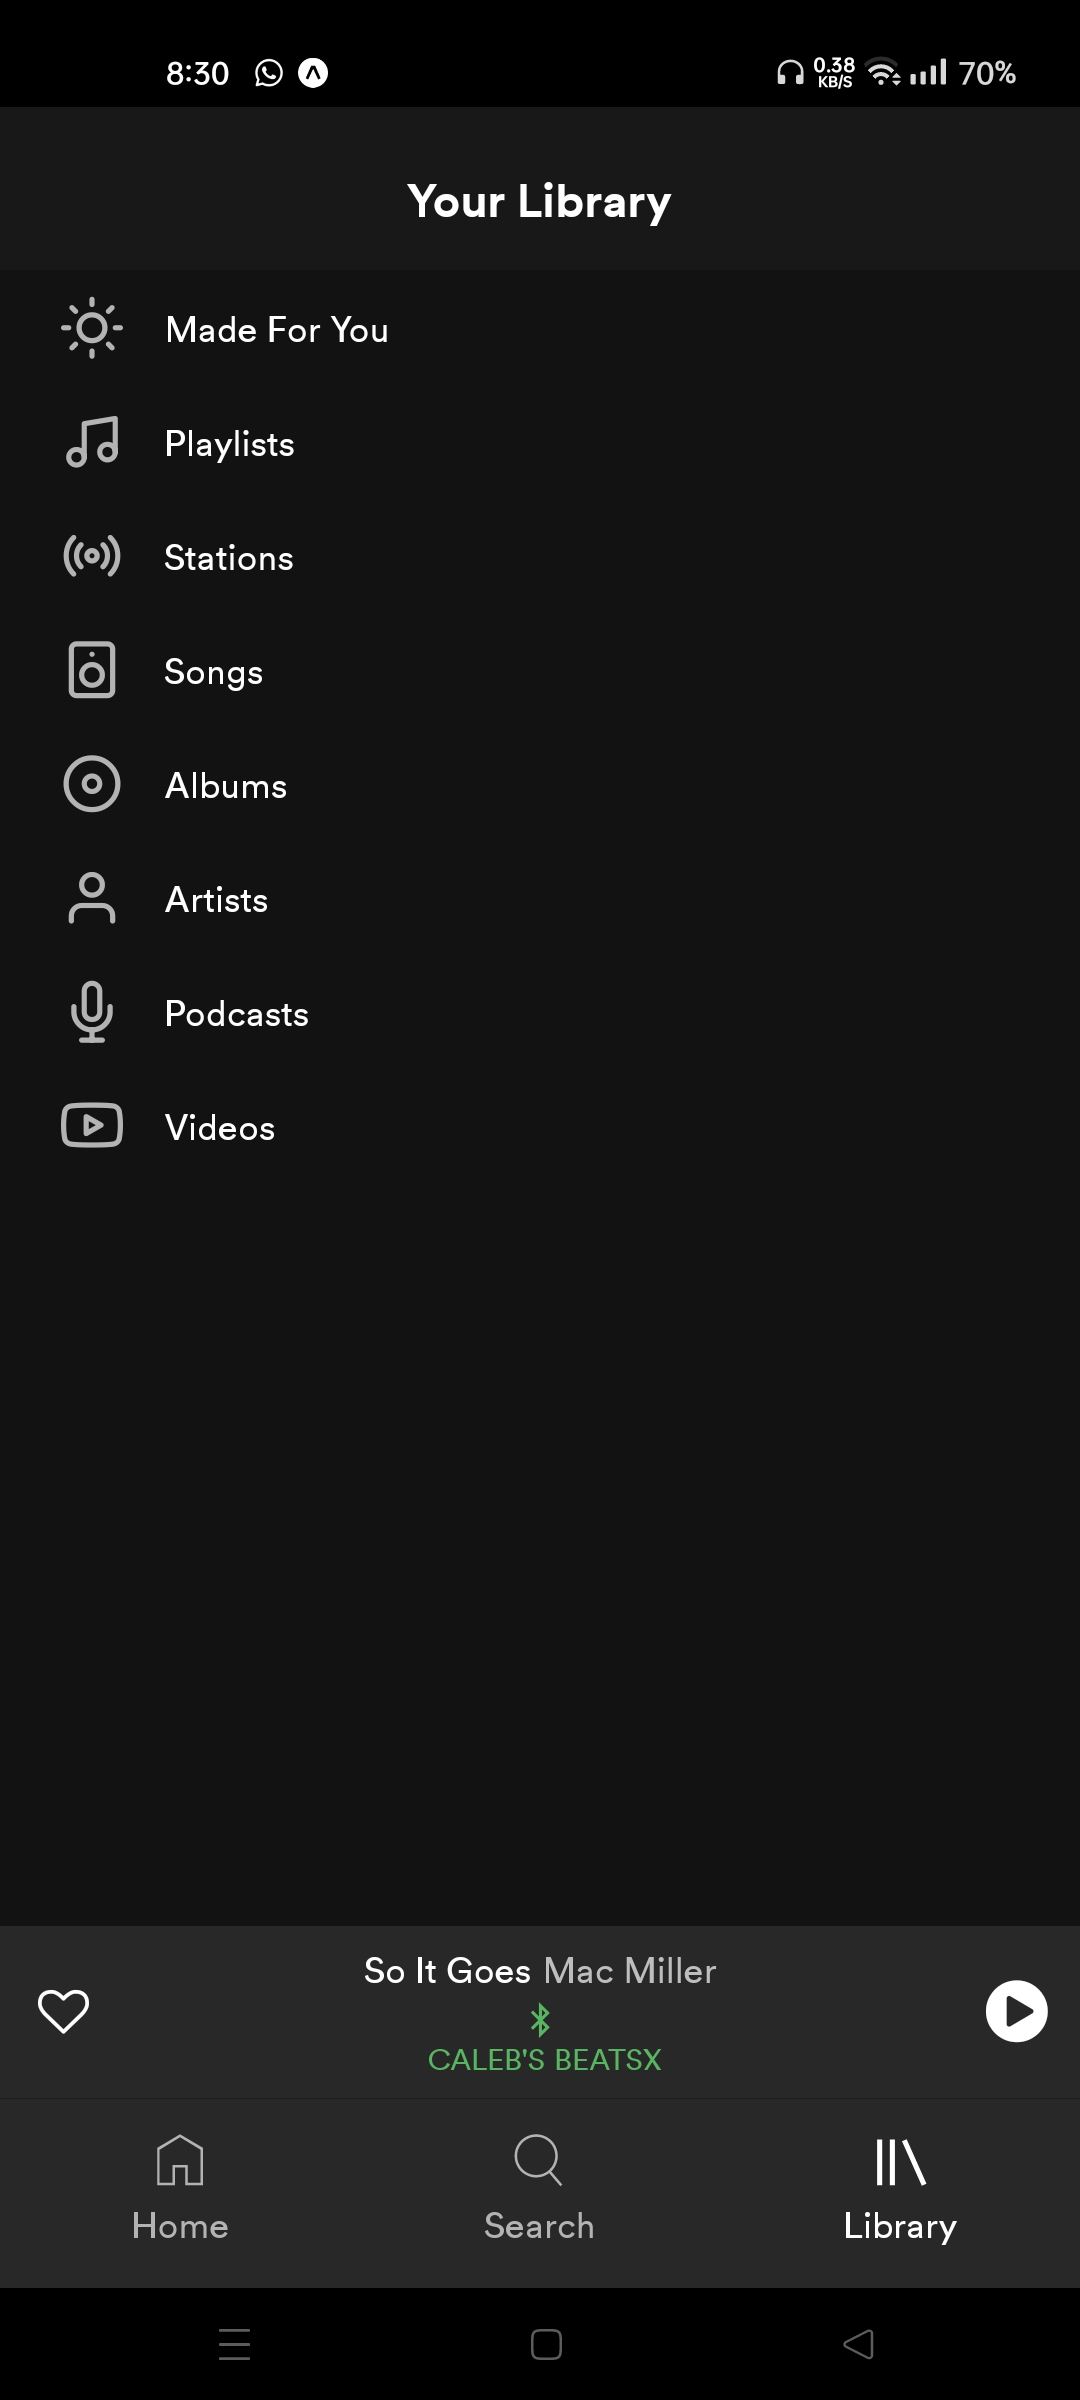 8:30 0.38 KB/S 70%
Your Library
Made For You
Playlists
Stations
Songs
Albums
Artists
Podcasts
Videos
So It Goes Mac Miller
CALEB'S BEATSX
Home Search Library